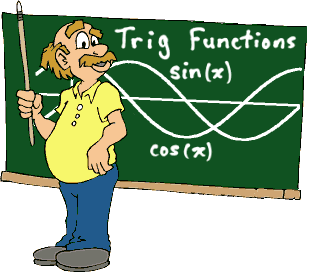 Trig Functions
sin(x)
cos(x)